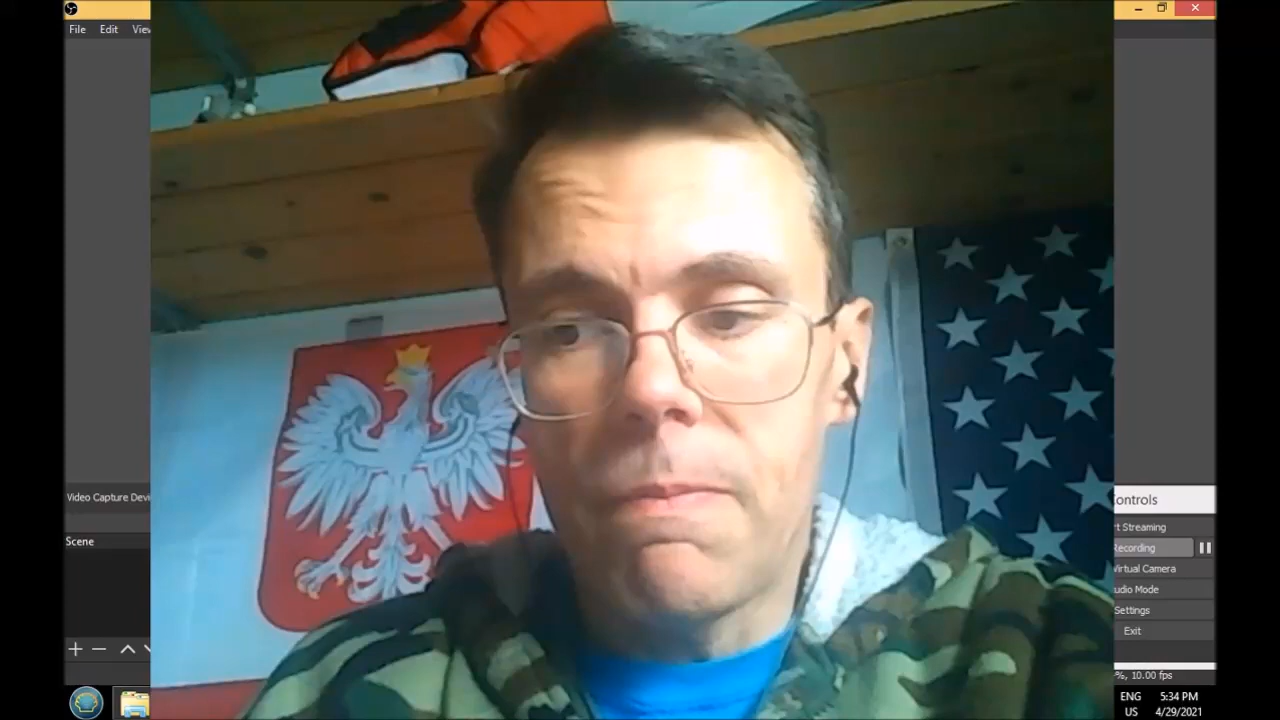 File Edit View
Video Capture Devi
Scene
ontrols
t Streaming
Recording
Virtual Camera
udio Mode
Settings
Exit
%, 10.00 fps
ENG 5:34 PM
US 4/29/2021